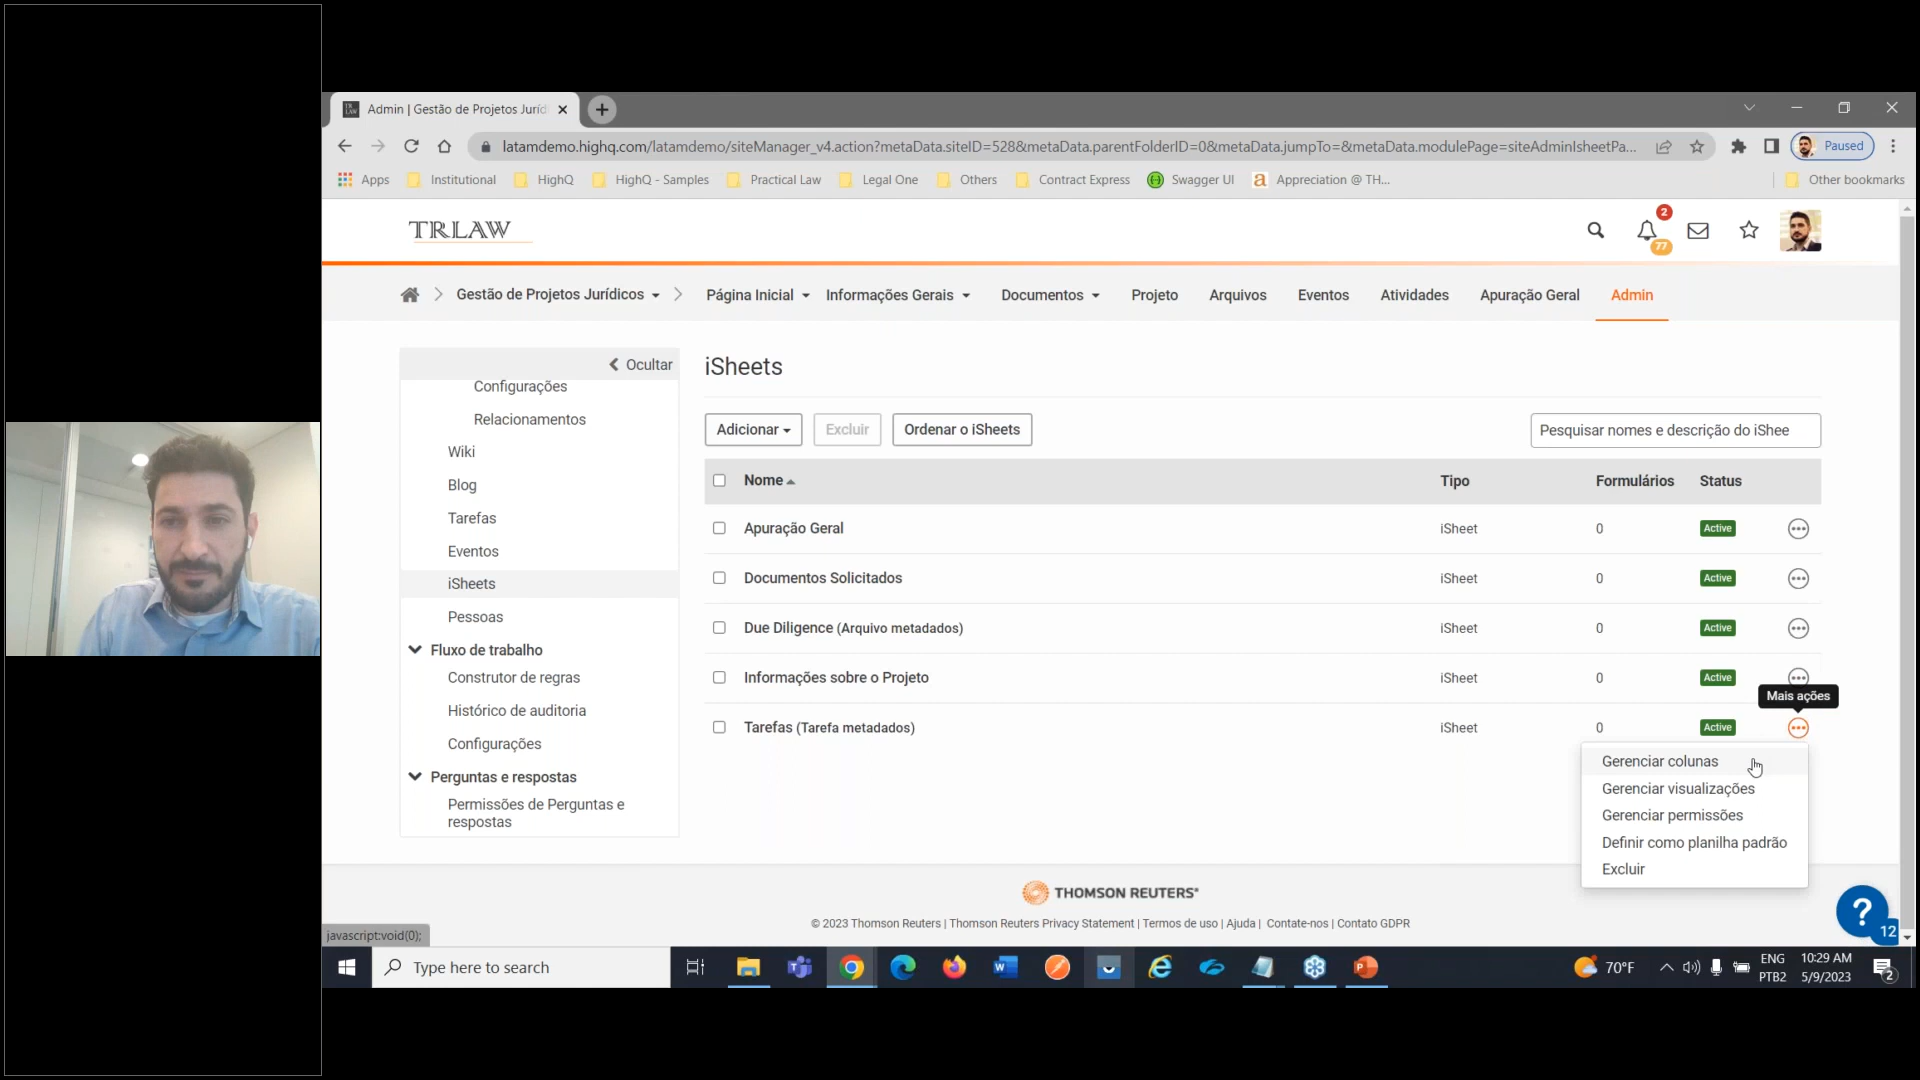 Admin | Gestão de Projetos Juríd
latamdemo.highq.com/latamdemo/siteManager_v4.action?metaData.siteID=528&metaData.parentFolderID=0&metaData.jumpTo=&metaData.modulePage=siteAdminIsheetPa...
Paused
Apps Institutional HighQ HighQ - Samples Practical Law Legal One Others Contract Express Swagger UI Appreciation @ TH... Other bookmarks
TRLAW
2
77
Gestão de Projetos Jurídicos Página Inicial Informações Gerais Documentos Projeto Arquivos Eventos Atividades Apuração Geral Admin
Ocultar
Configurações
Relacionamentos
Wiki
Blog
Tarefas
Eventos
iSheets
Pessoas
Fluxo de trabalho
Construtor de regras
Histórico de auditoria
Configurações
Perguntas e respostas
Permissões de Perguntas e
respostas
iSheets
Adicionar Excluir Ordenar o iSheets Pesquisar nomes e descrição do iShee
Nome Tipo Formulários Status
Apuração Geral iSheet 0 Active
Documentos Solicitados iSheet 0 Active
Due Diligence (Arquivo metadados) iSheet 0 Active
Informações sobre o Projeto iSheet 0 Active
Mais ações
Tarefas (Tarefa metadados) iSheet 0 Active
Gerenciar colunas
Gerenciar visualizações
Gerenciar permissões
Definir como planilha padrão
Excluir
THOMSON REUTERS®
© 2023 Thomson Reuters | Thomson Reuters Privacy Statement | Termos de uso | Ajuda | Contate-nos | Contato GDPR
?
12
javascript:void(0);
Type here to search
70°F
ENG
PTB2
10:29 AM
5/9/2023
2